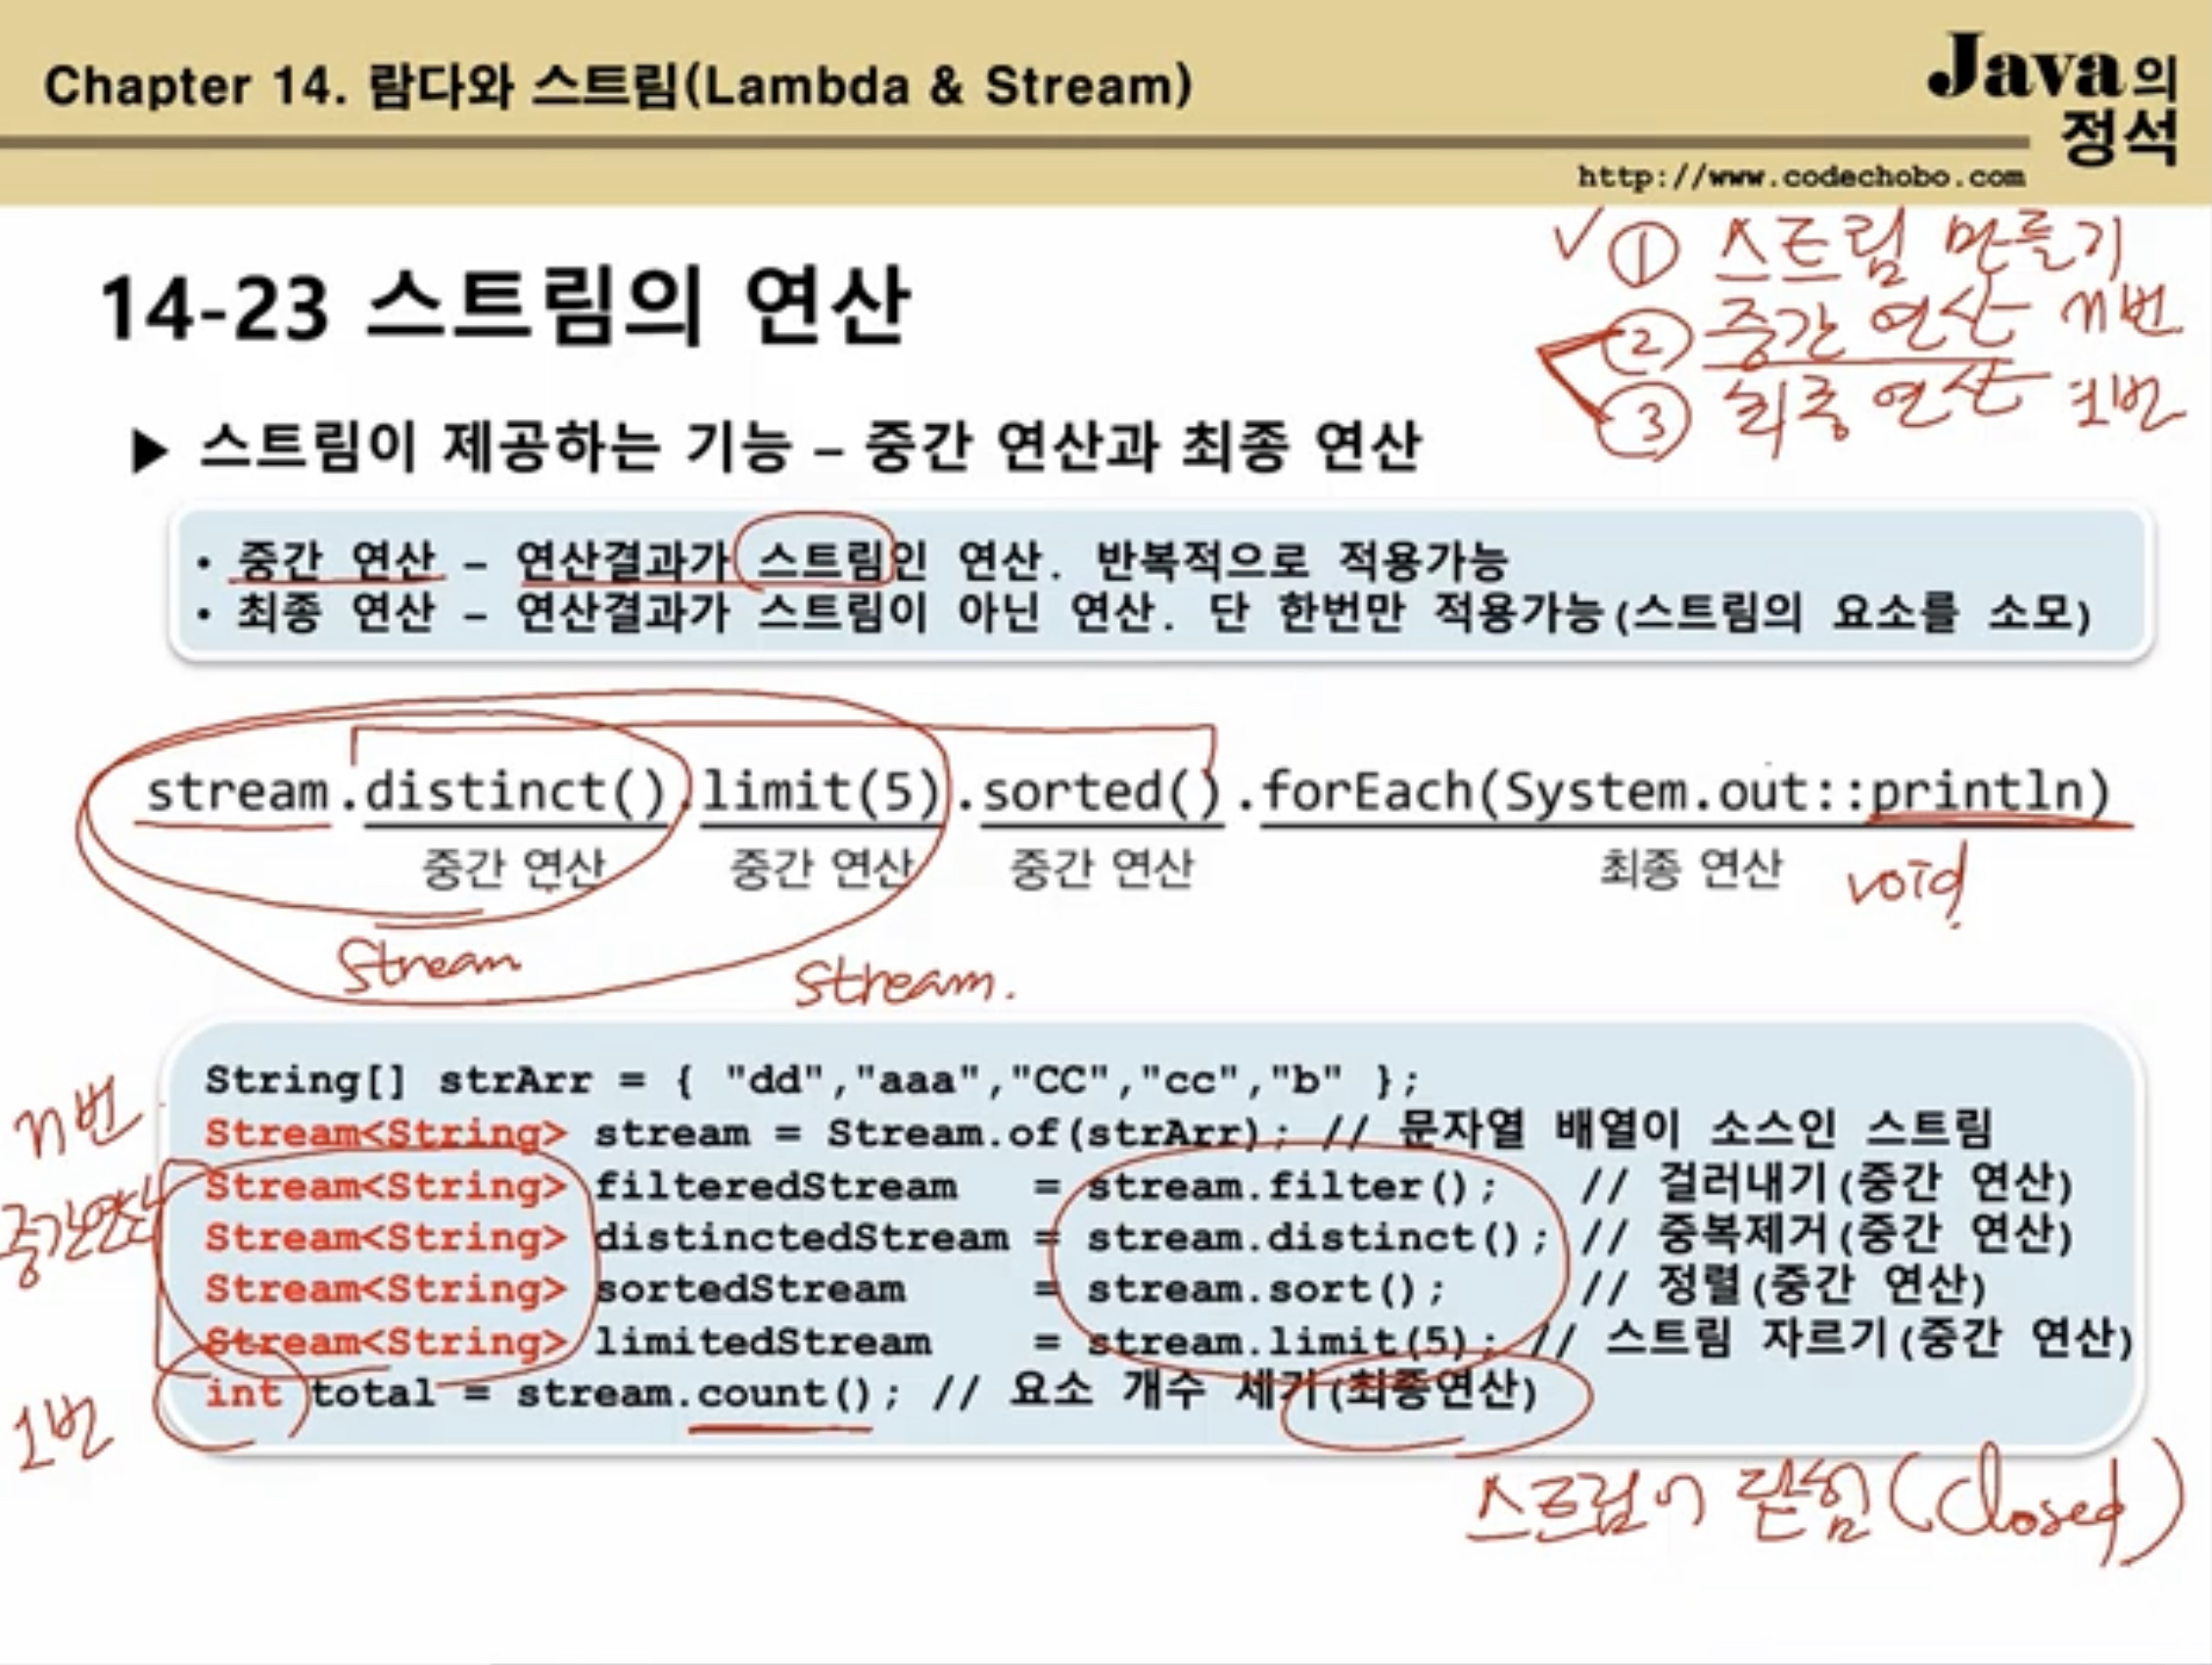 Chapter 14. 람다와 스트림(Lambda & Stream)
Java의
정석
http://www.codechobo.com
✓ ① 스트림 만들기
② 중간 연산 n번
③ 최종 연산 1번
14-23 스트림의 연산
▶ 스트림이 제공하는 기능 – 중간 연산과 최종 연산
• 중간 연산 – 연산결과가 스트림인 연산. 반복적으로 적용가능
• 최종 연산 – 연산결과가 스트림이 아닌 연산. 단 한번만 적용가능(스트림의 요소를 소모)
stream.distinct().limit(5).sorted().forEach(System.out::println)
중간 연산 중간 연산 중간 연산 최종 연산
void
Stream Stream.
String[] strArr = { "dd","aaa","CC","cc","b" };
n번
Stream<String> stream = Stream.of(strArr); // 문자열 배열이 소스인 스트림
Stream<String> filteredStream = stream.filter(); // 걸러내기(중간 연산)
중간연산
Stream<String> distinctedStream = stream.distinct(); // 중복제거(중간 연산)
Stream<String> sortedStream = stream.sort(); // 정렬(중간 연산)
Stream<String> limitedStream = stream.limit(5); // 스트림 자르기(중간 연산)
int total = stream.count(); // 요소 개수 세기(최종연산)
1번
스트림이 닫힘(closed)